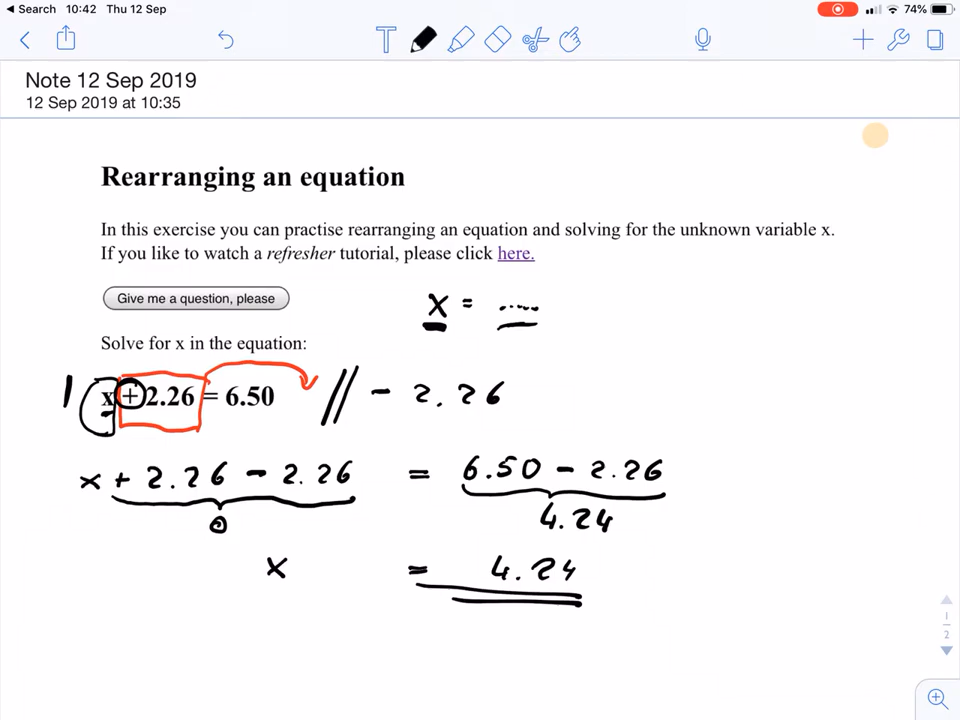 Search 10:42 Thu 12 Sep 74%
T
Note 12 Sep 2019
12 Sep 2019 at 10:35
Rearranging an equation
In this exercise you can practise rearranging an equation and solving for the unknown variable x.
If you like to watch a refresher tutorial, please click here.
Give me a question, please
x = .....
Solve for x in the equation:
1 x + 2.26 = 6.50 // - 2.26
x + 2.26 - 2.26 = 6.50 - 2.26
0 4.24
x = 4.24
1
2